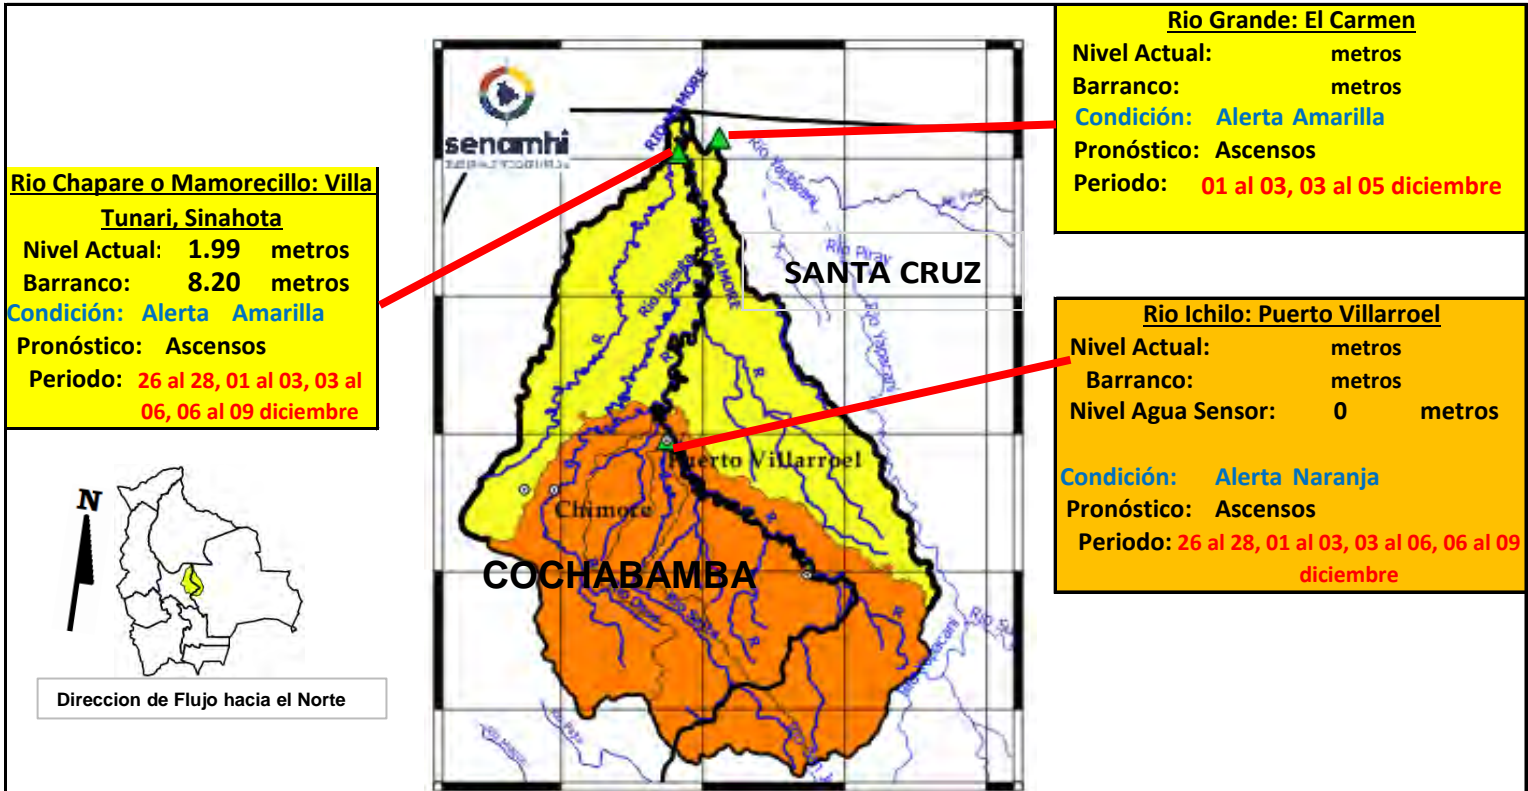 Rio Grande: El Carmen
Nivel Actual: metros
Barranco: metros
Condición: Alerta Amarilla
Pronóstico: Ascensos
Periodo: 01 al 03, 03 al 05 diciembre
senamhi
RIO MAMORE
Rio Chapare o Mamorecillo: Villa
Tunari, Sinahota
Nivel Actual: 1.99 metros
Barranco: 8.20 metros
Condición: Alerta Amarilla
Pronóstico: Ascensos
Periodo: 26 al 28, 01 al 03, 03 al
06, 06 al 09 diciembre
RIO MAMORE
Rio Piray
SANTA CRUZ
Rio Yapacani
R
R
R
R
Rio Ichilo: Puerto Villarroel
Nivel Actual: metros
Barranco: metros
Nivel Agua Sensor: 0 metros
Condición: Alerta Naranja
Pronóstico: Ascensos
Periodo: 26 al 28, 01 al 03, 03 al 06, 06 al 09
diciembre
Puerto Villarroel
Chimore
COCHABAMBA
R
R
R
N
Direccion de Flujo hacia el Norte